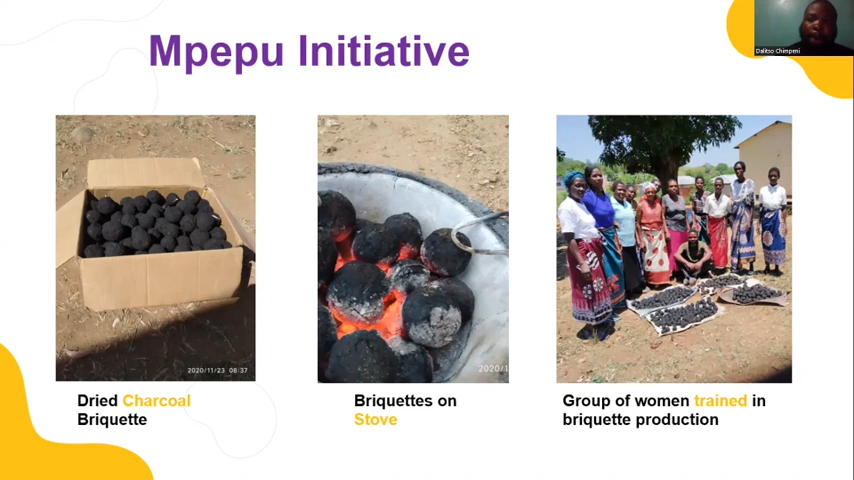 Mpepu Initiative
Dalitso Chimpeni
2020/11/23 08:37
2020/1
Dried Charcoal
Briquette
Briquettes on
Stove
Group of women trained in
briquette production